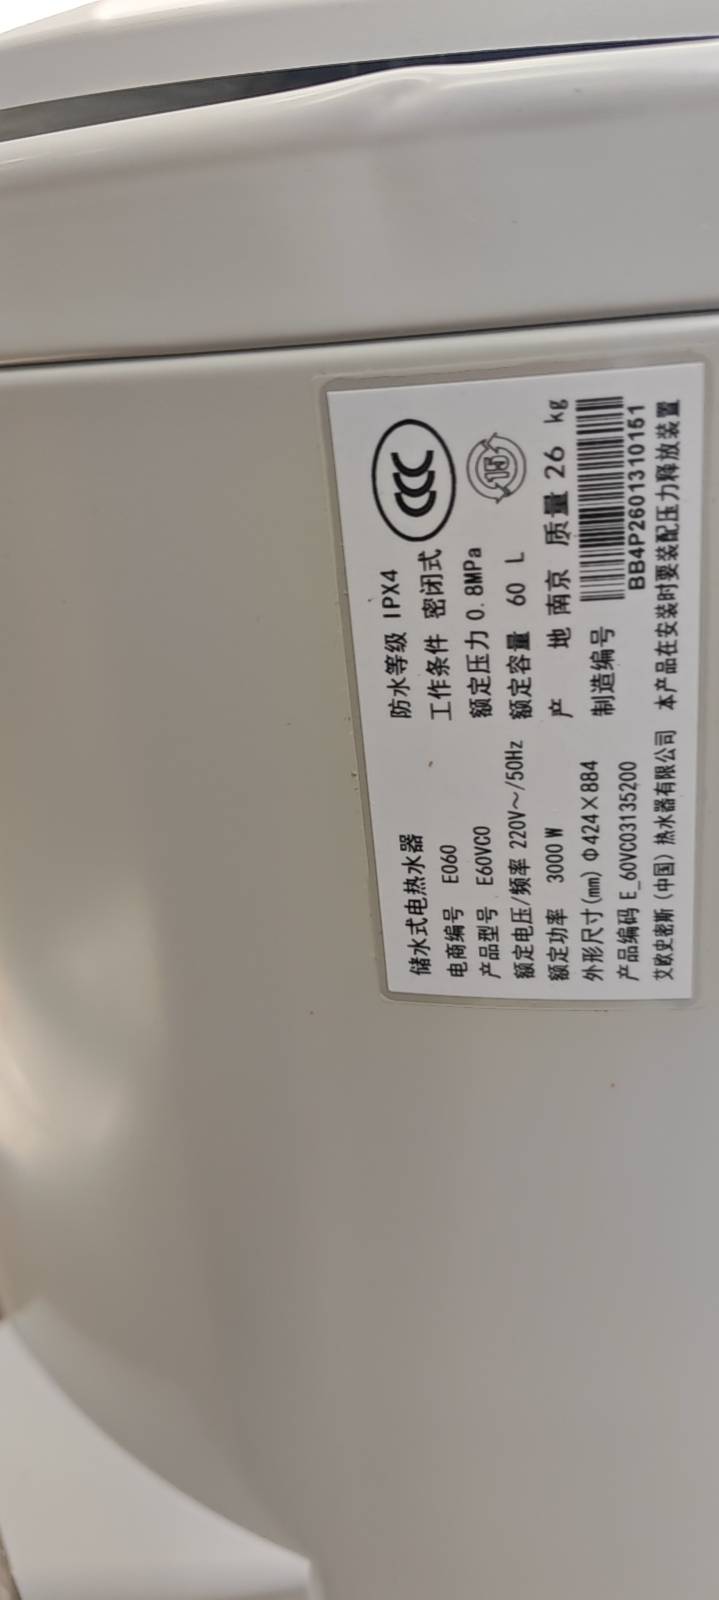 储水式电热水器
电商编号 E060
产品型号 E60VC0
额定电压/频率 220V～/50Hz
额定功率 3000 W
外形尺寸(mm) Φ424×884
产品编码 E_60VC03135200
艾欧史密斯(中国)热水器有限公司
防水等级 IPX4
工作条件 密闭式
额定压力 0.8MPa
额定容量 60 L
产 地 南京 质量 26 kg
制造编号
BB4P2601310151
本产品在安装时要装配压力释放装置
CCC
15